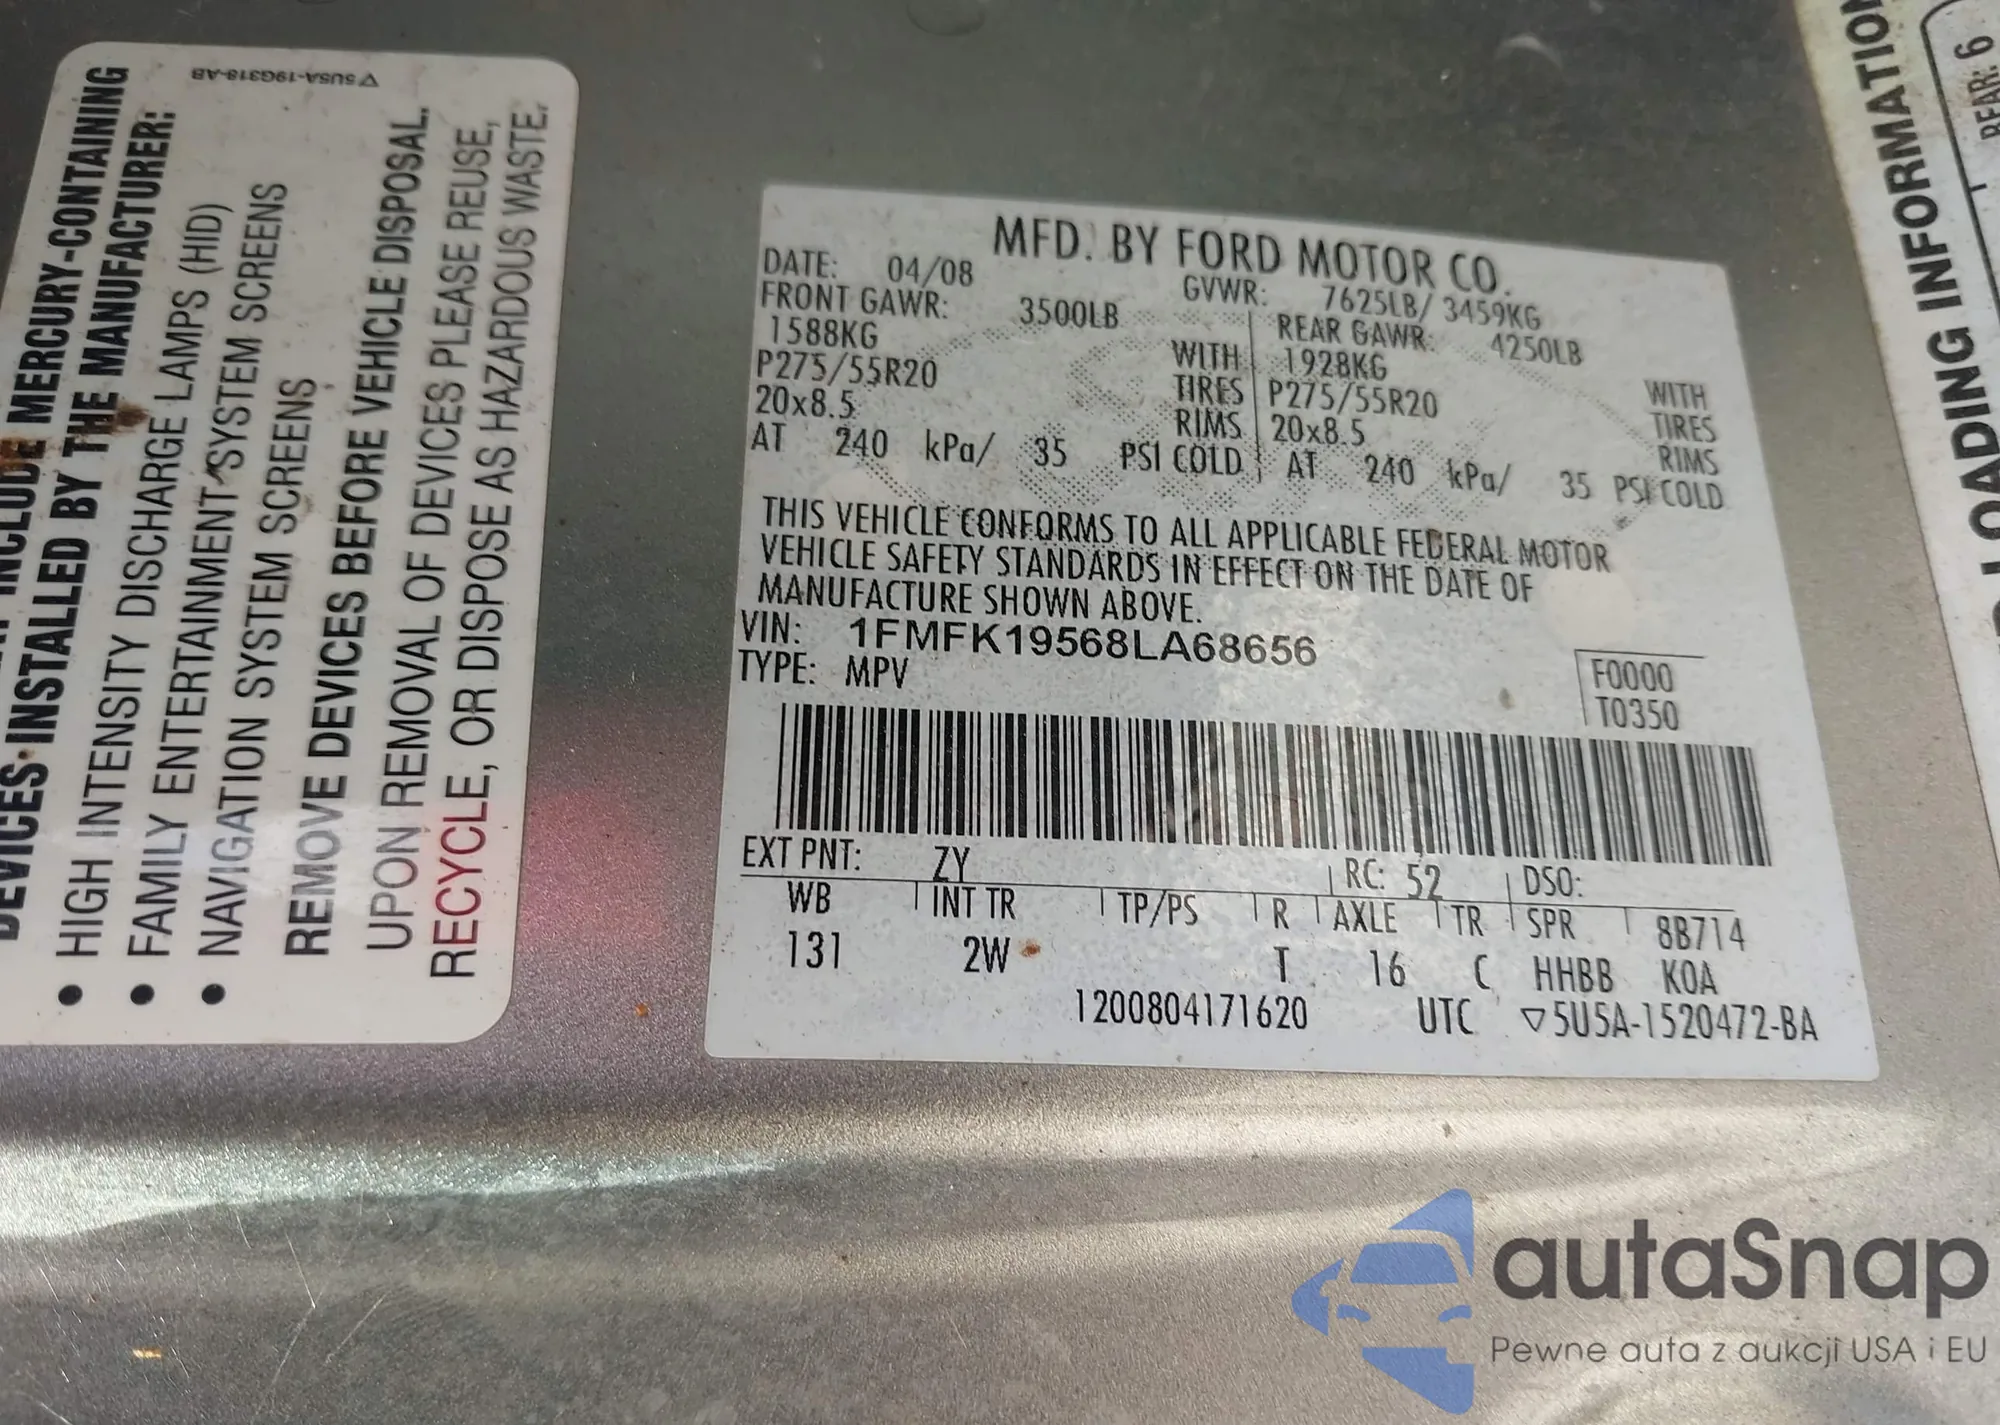 ▽5U5A-19G318-AB
DEVICES INSTALLED BY THE MANUFACTURER:
INCLUDE MERCURY-CONTAINING
• HIGH INTENSITY DISCHARGE LAMPS (HID)
• FAMILY ENTERTAINMENT SYSTEM SCREENS
• NAVIGATION SYSTEM SCREENS
REMOVE DEVICES BEFORE VEHICLE DISPOSAL.
UPON REMOVAL OF DEVICES PLEASE REUSE,
RECYCLE, OR DISPOSE AS HAZARDOUS WASTE.
MFD. BY FORD MOTOR CO.
DATE: 04/08 GVWR: 7625LB/ 3459KG
FRONT GAWR: 3500LB REAR GAWR: 4250LB
1588KG WITH 1928KG WITH
P275/55R20 TIRES P275/55R20 TIRES
20x8.5 RIMS 20x8.5 RIMS
AT 240 kPa/ 35 PSI COLD AT 240 kPa/ 35 PSI COLD
THIS VEHICLE CONFORMS TO ALL APPLICABLE FEDERAL MOTOR
VEHICLE SAFETY STANDARDS IN EFFECT ON THE DATE OF
MANUFACTURE SHOWN ABOVE.
VIN: 1FMFK19568LA68656
TYPE: MPV
F0000
T0350
EXT PNT: ZY RC: 52 DSO:
WB INT TR TP/PS R AXLE TR SPR 8B714
131 2W T 16 C HHBB KOA
1200804171620 UTC ▽5U5A-1520472-BA
LOADING INFORMATION
REAR: 6
autaSnap
Pewne auta z aukcji USA i EU